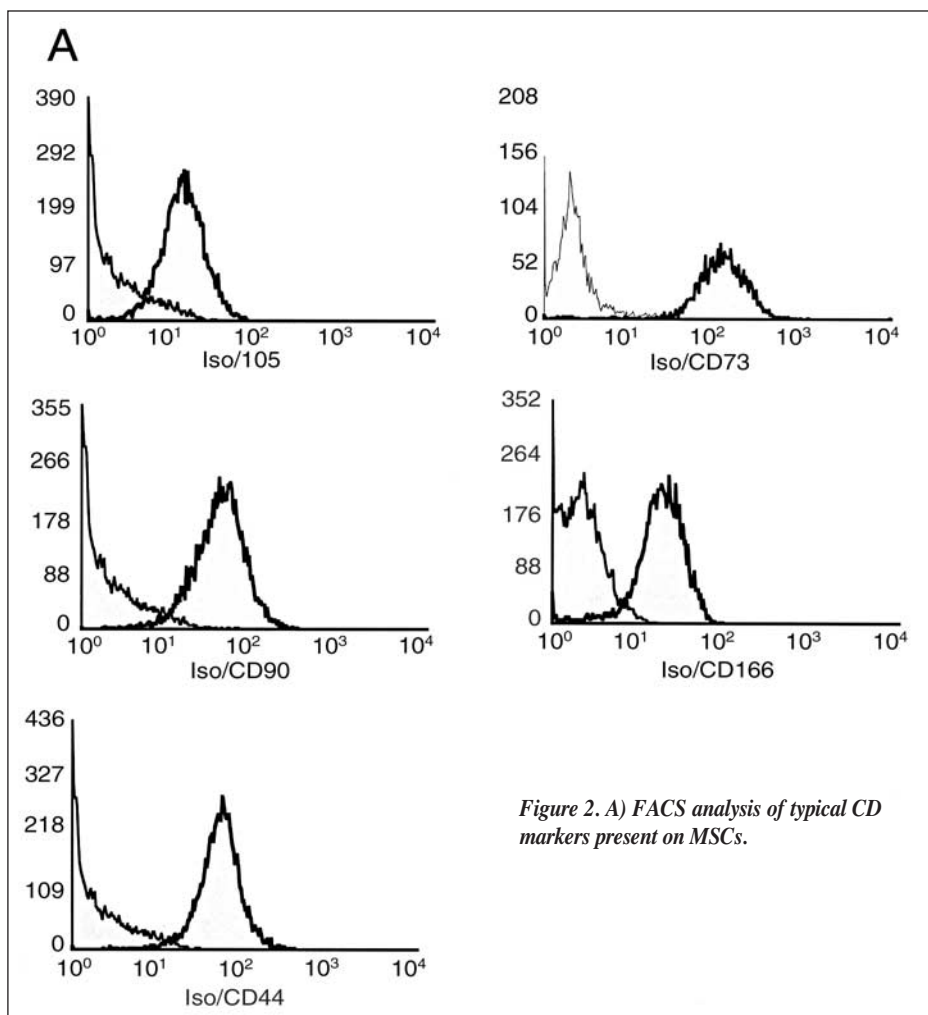 A
390
292
199
97
0
10⁰ 10¹ 10² 10³ 10⁴
Iso/105
208
156
104
52
0
10⁰ 10¹ 10² 10³ 10⁴
Iso/CD73
355
266
178
88
0
10⁰ 10¹ 10² 10³ 10⁴
Iso/CD90
352
264
176
88
0
10⁰ 10¹ 10² 10³ 10⁴
Iso/CD166
436
327
218
109
0
10⁰ 10¹ 10² 10³ 10⁴
Iso/CD44
Figure 2. A) FACS analysis of typical CD
markers present on MSCs.